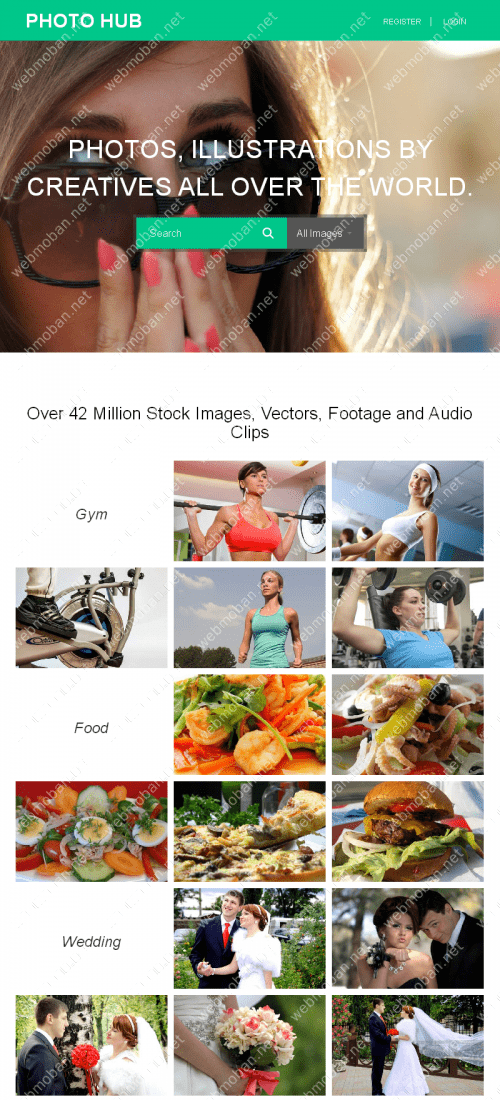 PHOTO HUB
REGISTER | LOGIN
PHOTOS, ILLUSTRATIONS BY
CREATIVES ALL OVER THE WORLD.
Search
All Images
Over 42 Million Stock Images, Vectors, Footage and Audio
Clips
Gym
Food
Wedding
webmoban.net